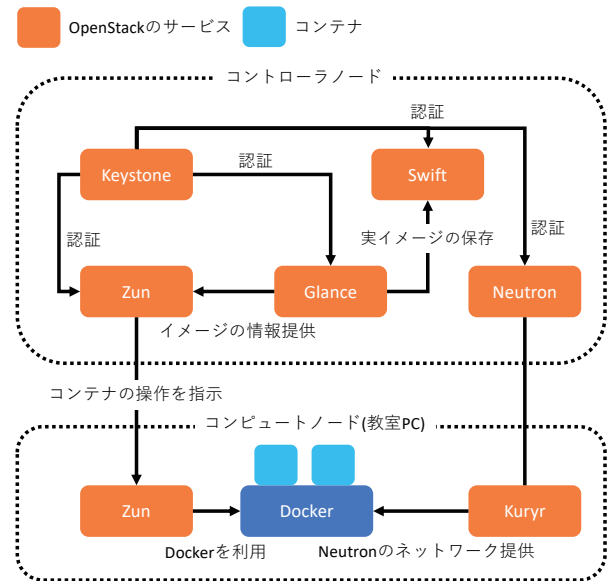 OpenStackのサービス
コンテナ
コントローラノード
認証
Keystone
認証
Swift
認証
実イメージの保存
認証
Zun
Glance
Neutron
イメージの情報提供
コンテナの操作を指示
コンピュートノード(教室PC)
Zun
Docker
Kuryr
Dockerを利用
Neutronのネットワーク提供